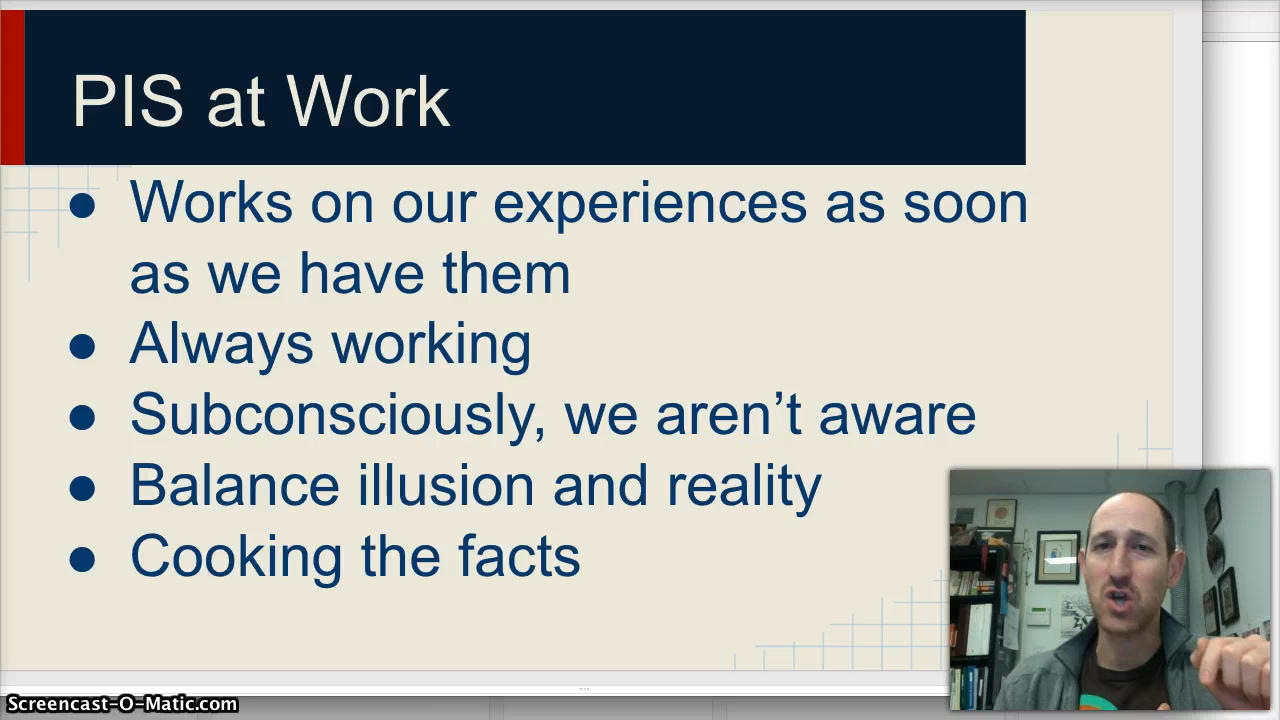 PIS at Work
● Works on our experiences as soon
as we have them
● Always working
● Subconsciously, we aren’t aware
● Balance illusion and reality
● Cooking the facts
Screencast-O-Matic.com